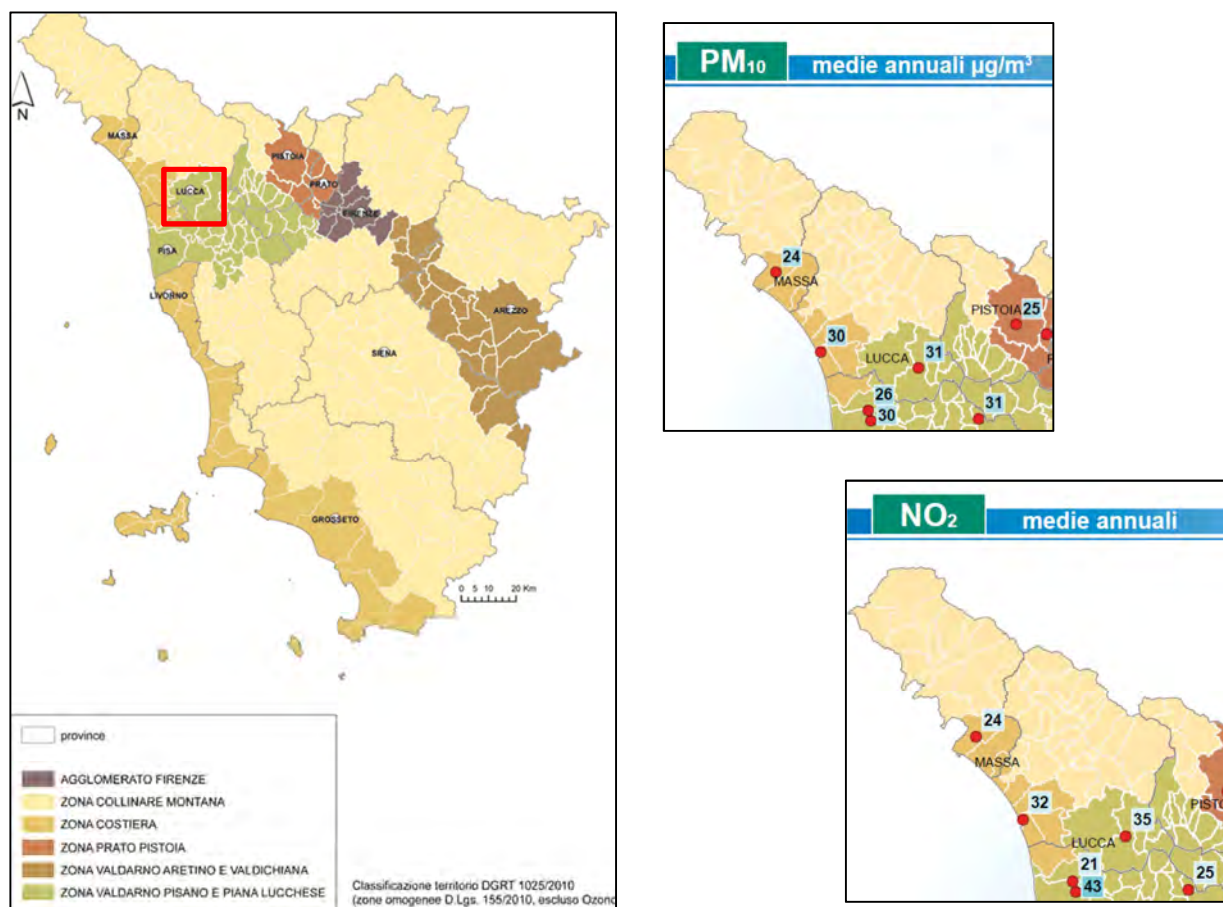 N
MASSA
LUCCA
PISTOIA
PRATO
FIRENZE
PISA
LIVORNO
AREZZO
SIENA
GROSSETO
0 5 10 20 Km
province
AGGLOMERATO FIRENZE
ZONA COLLINARE MONTANA
ZONA COSTIERA
ZONA PRATO PISTOIA
ZONA VALDARNO ARETINO E VALDICHIANA
ZONA VALDARNO PISANO E PIANA LUCCHESE
Classificazione territorio DGRT 1025/2010
(zone omogenee D.Lgs. 155/2010, escluso Ozono
PM10 medie annuali µg/m³
24
MASSA
PISTOIA 25
30
LUCCA 31
26
30
31
NO2 medie annuali
24
MASSA
32
35
PISTO
LUCCA
21
43
25